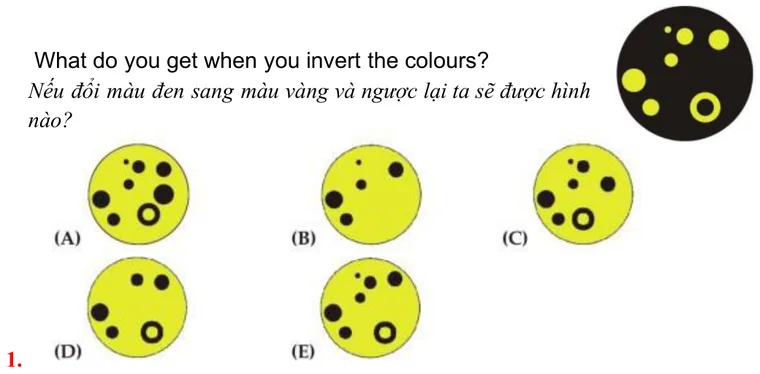 What do you get when you invert the colours?
Nếu đổi màu đen sang màu vàng và ngược lại ta sẽ được hình
nào?
(A)
(B)
(C)
(D)
(E)
1.